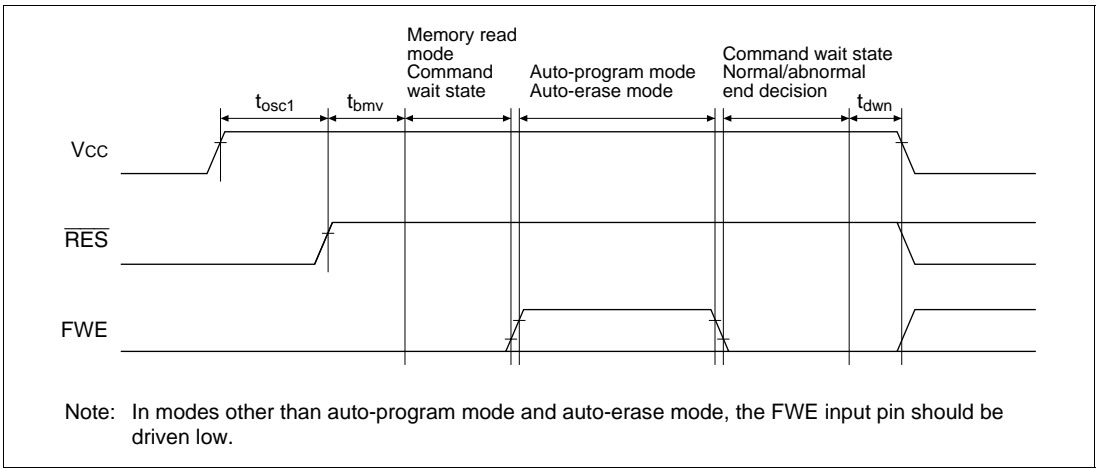 Memory read
mode
Command
wait state
Auto-program mode
Auto-erase mode
Command wait state
Normal/abnormal
end decision
tosc1
tbmv
tdwn
VCC
RES
FWE
Note: In modes other than auto-program mode and auto-erase mode, the FWE input pin should be
driven low.